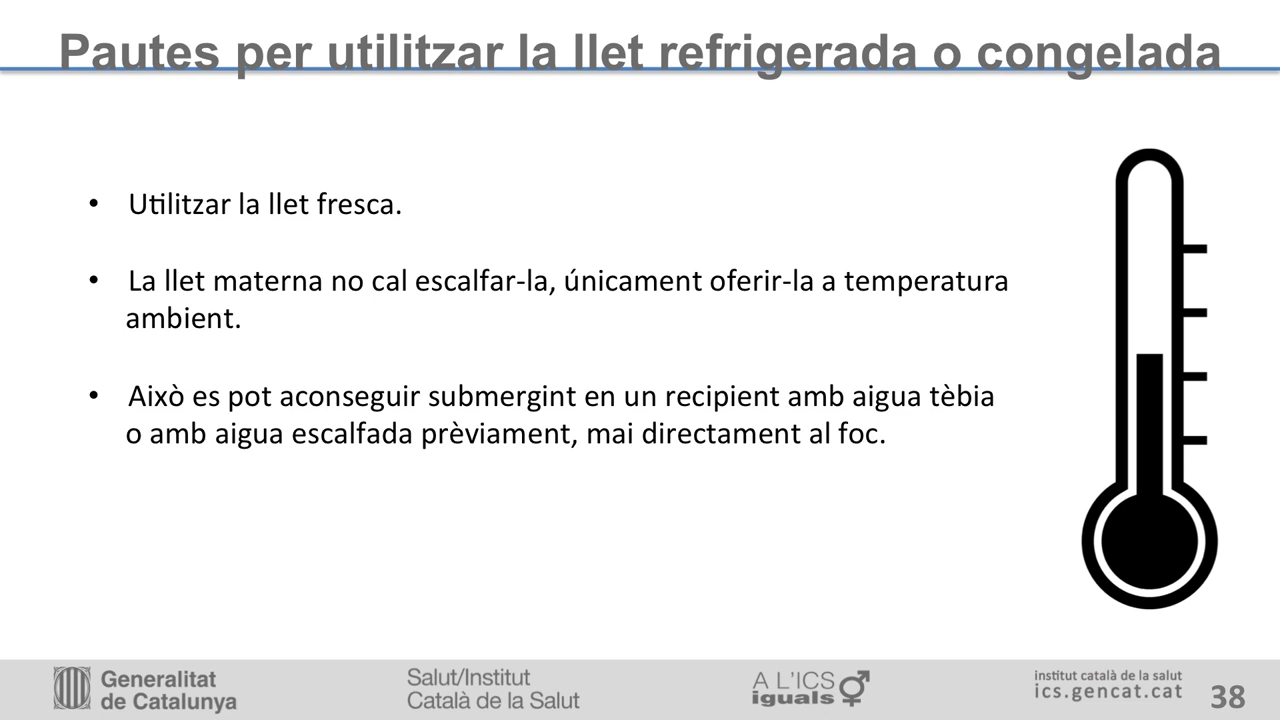 Pautes per utilitzar la llet refrigerada o congelada
• Utilitzar la llet fresca.
• La llet materna no cal escalfar-la, únicament oferir-la a temperatura
ambient.
• Això es pot aconseguir submergint en un recipient amb aigua tèbia
o amb aigua escalfada prèviament, mai directament al foc.
Generalitat
de Catalunya
Salut/Institut
Català de la Salut
A L'ICS
iguals
institut català de la salut
ics.gencat.cat
38